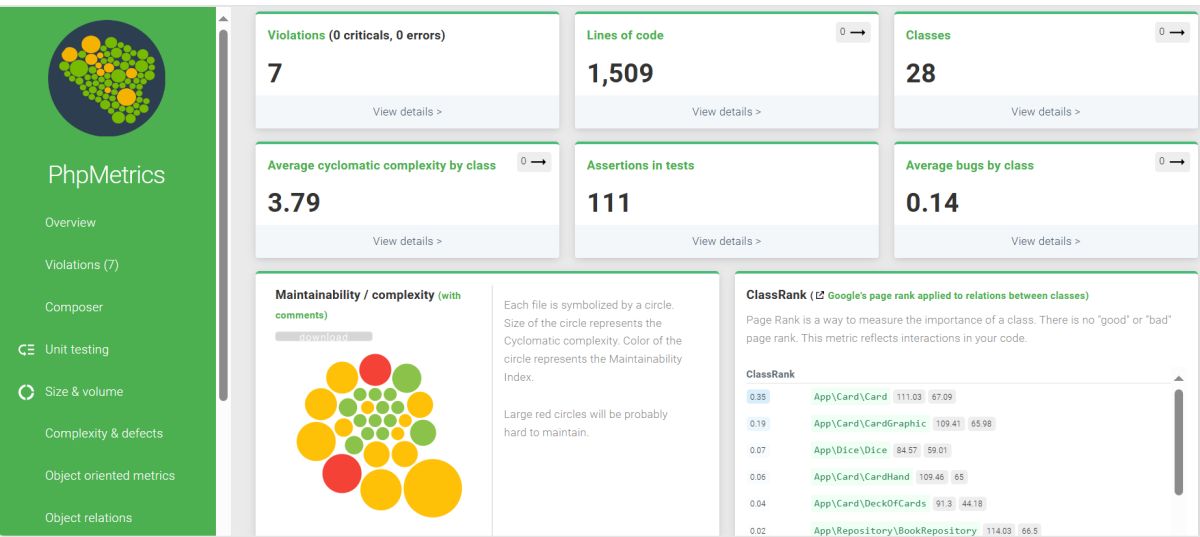 PhpMetrics
Overview
Violations (7)
Composer
Unit testing
Size & volume
Complexity & defects
Object oriented metrics
Object relations
Violations (0 criticals, 0 errors)
7
View details >
Lines of code
0
1,509
View details >
Classes
0
28
View details >
Average cyclomatic complexity by class
0
3.79
View details >
Assertions in tests
111
View details >
Average bugs by class
0
0.14
View details >
Maintainability / complexity (with
comments)
download
Each file is symbolized by a circle.
Size of the circle represents the
Cyclomatic complexity. Color of the
circle represents the Maintainability
Index.
Large red circles will be probably
hard to maintain.
ClassRank (Google's page rank applied to relations between classes)
Page Rank is a way to measure the importance of a class. There is no "good" or "bad"
page rank. This metric reflects interactions in your code.
ClassRank
0.35 App\Card\Card 111.03 67.09
0.19 App\Card\CardGraphic 109.41 65.98
0.07 App\Dice\Dice 84.57 59.01
0.06 App\Card\CardHand 109.46 65
0.04 App\Card\DeckOfCards 91.3 44.18
0.02 App\Repository\BookRepository 114.03 66.5